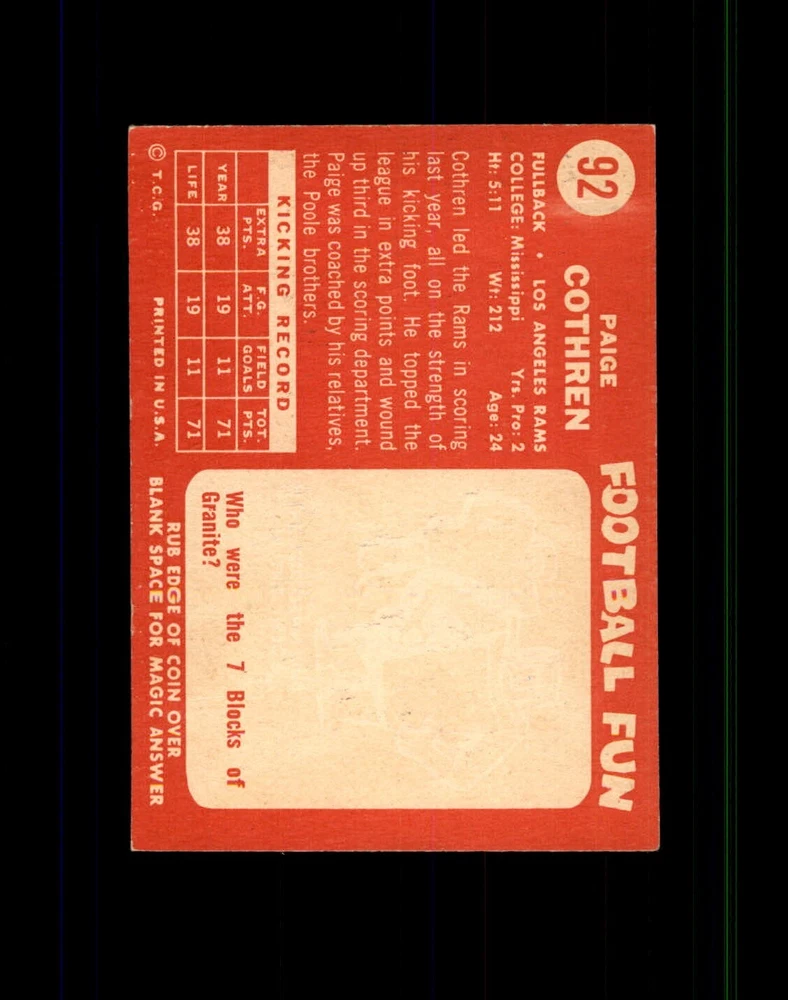 92
PAIGE
COTHREN
FULLBACK • LOS ANGELES RAMS
COLLEGE: Mississippi Yrs. Pro: 2
Ht: 5:11 Wt: 212 Age: 24
Cothren led the Rams in scoring
last year, all on the strength of
his kicking foot. He topped the
league in extra points and wound
up third in the scoring department.
Paige was coached by his relatives,
the Poole brothers.
KICKING RECORD
EXTRA PTS. F.G. ATT. FIELD GOALS TOT. PTS.
YEAR 38 19 11 71
LIFE 38 19 11 71
© T.C.G. PRINTED IN U.S.A.
FOOTBALL FUN
Who were the 7 Blocks of
Granite?
RUB EDGE OF COIN OVER
BLANK SPACE FOR MAGIC ANSWER